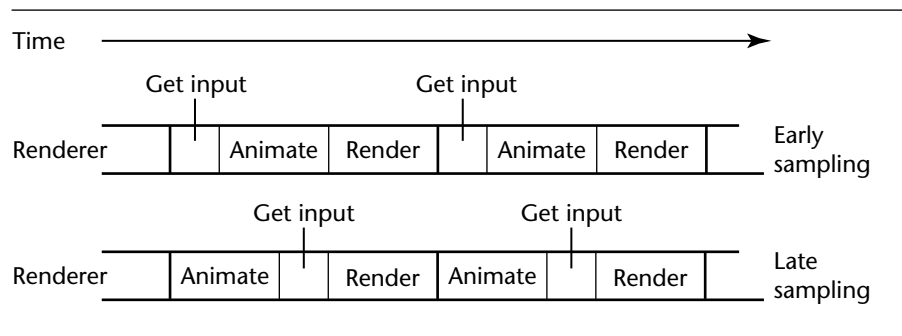 Time
Get input Get input
Renderer Animate Render Animate Render Early sampling
Get input Get input
Renderer Animate Render Animate Render Late sampling